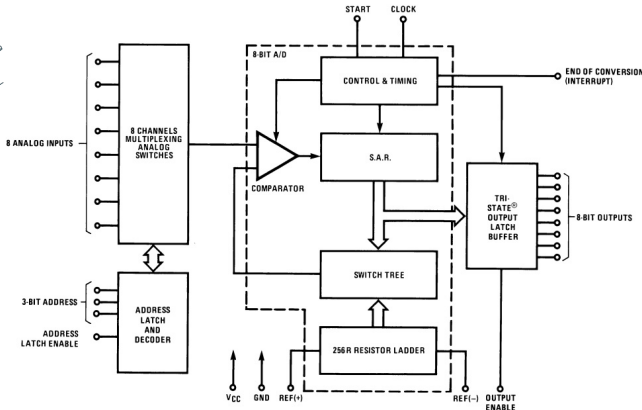 START
CLOCK
8-BIT A/D
CONTROL & TIMING
END OF CONVERSION
(INTERRUPT)
8 ANALOG INPUTS
8 CHANNELS
MULTIPLEXING
ANALOG
SWITCHES
S.A.R.
COMPARATOR
TRI-
STATE®
OUTPUT
LATCH
BUFFER
8-BIT OUTPUTS
SWITCH TREE
3-BIT ADDRESS
ADDRESS
LATCH ENABLE
ADDRESS
LATCH
AND
DECODER
256R RESISTOR LADDER
VCC
GND
REF(+)
REF(−)
OUTPUT
ENABLE